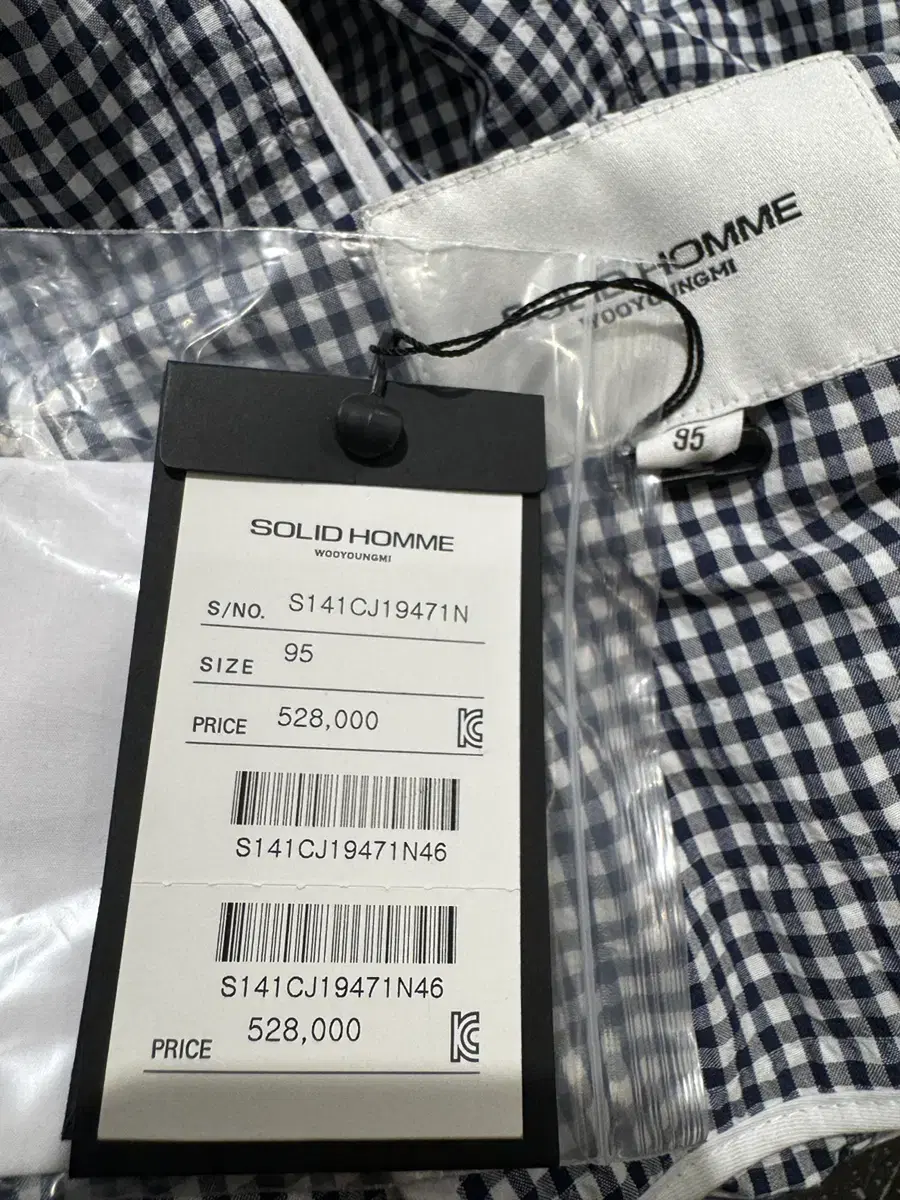 SOLID HOMME
WOOYOUNGMI
95
SOLID HOMME
WOOYOUNGMI
S/NO. S141CJ19471N
SIZE 95
PRICE 528,000
S141CJ19471N46
S141CJ19471N46
PRICE 528,000